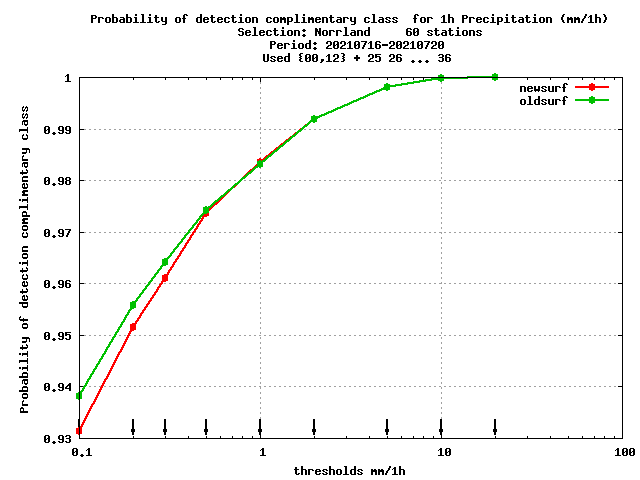 Probability of detection complimentary class  for 1h Precipitation (mm/1h)
Selection: Norrland     60 stations
Period: 20210716-20210720
Used {00,12} + 25 26 ... 36
newsurf
oldsurf
Probability of detection complimentary class
1
0.99
0.98
0.97
0.96
0.95
0.94
0.93
0.1
1
10
100
thresholds mm/1h